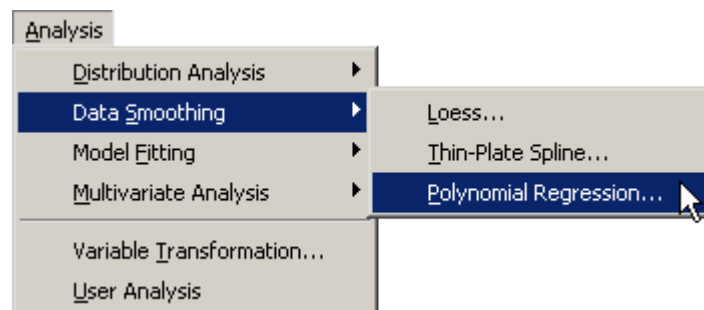 Analysis
Distribution Analysis
Data Smoothing
Model Fitting
Multivariate Analysis
Variable Transformation...
User Analysis
Loess...
Thin-Plate Spline...
Polynomial Regression...